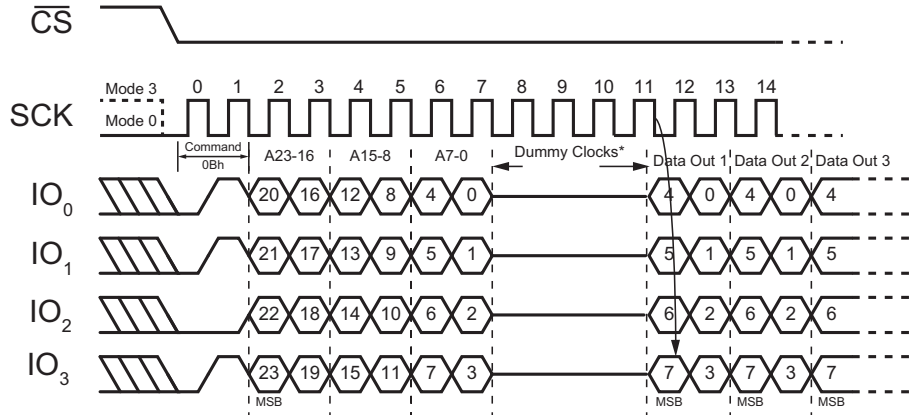 CS
0 1 2 3 4 5 6 7 8 9 10 11 12 13 14
Mode 3
SCK
Mode 0
Command
0Bh
A23-16 A15-8 A7-0 Dummy Clocks* Data Out 1 Data Out 2 Data Out 3
IO0 20 16 12 8 4 0 4 0 4 0 4
IO1 21 17 13 9 5 1 5 1 5 1 5
IO2 22 18 14 10 6 2 6 2 6 2 6
IO3 23 19 15 11 7 3 7 3 7 3 7
MSB MSB MSB MSB